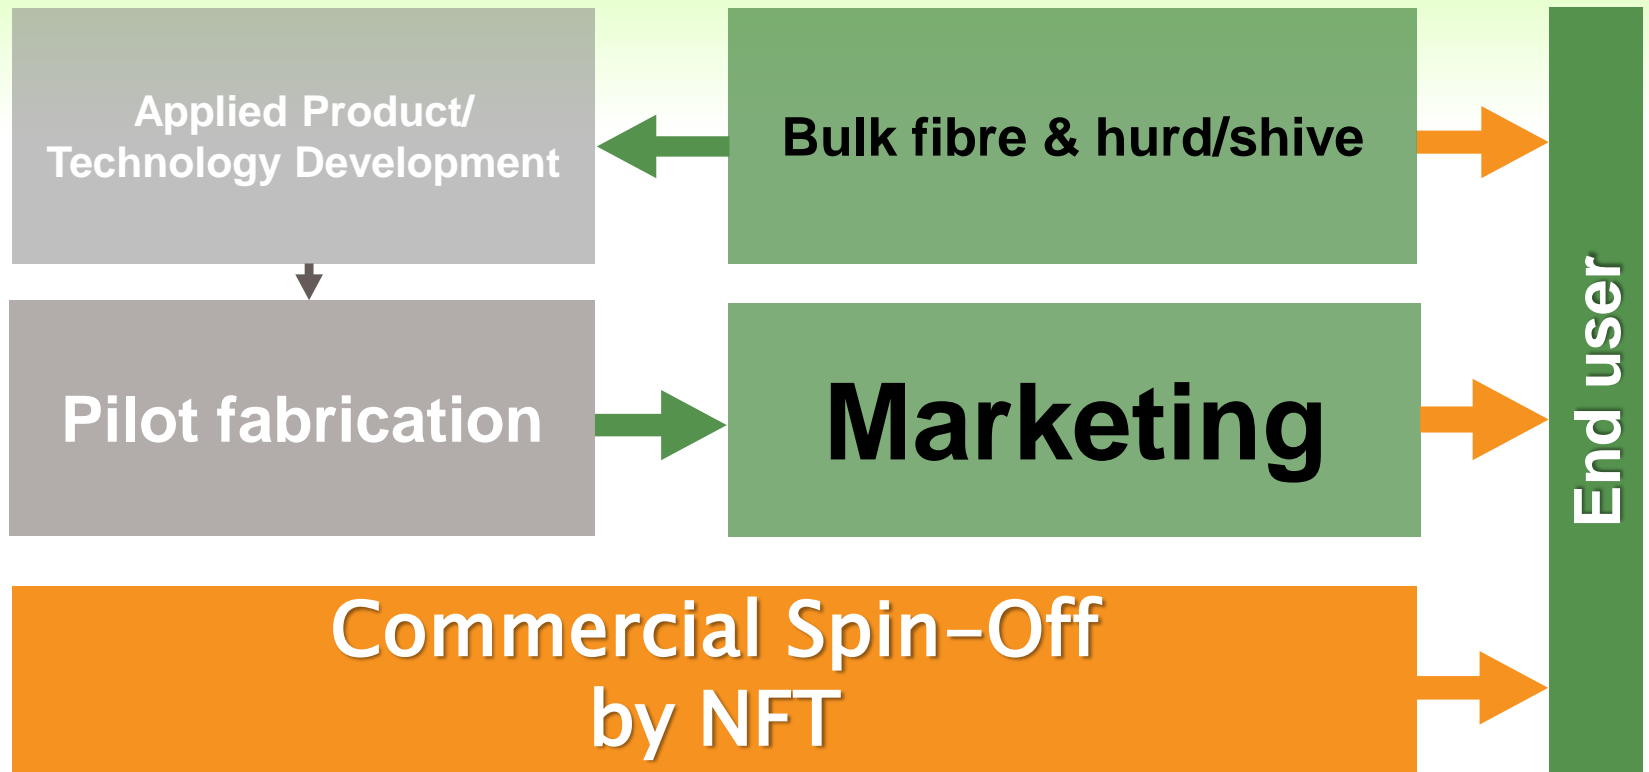 Applied Product/
Technology Development
Bulk fibre & hurd/shive
Pilot fabrication
Marketing
Commercial Spin-Off
by NFT
End user